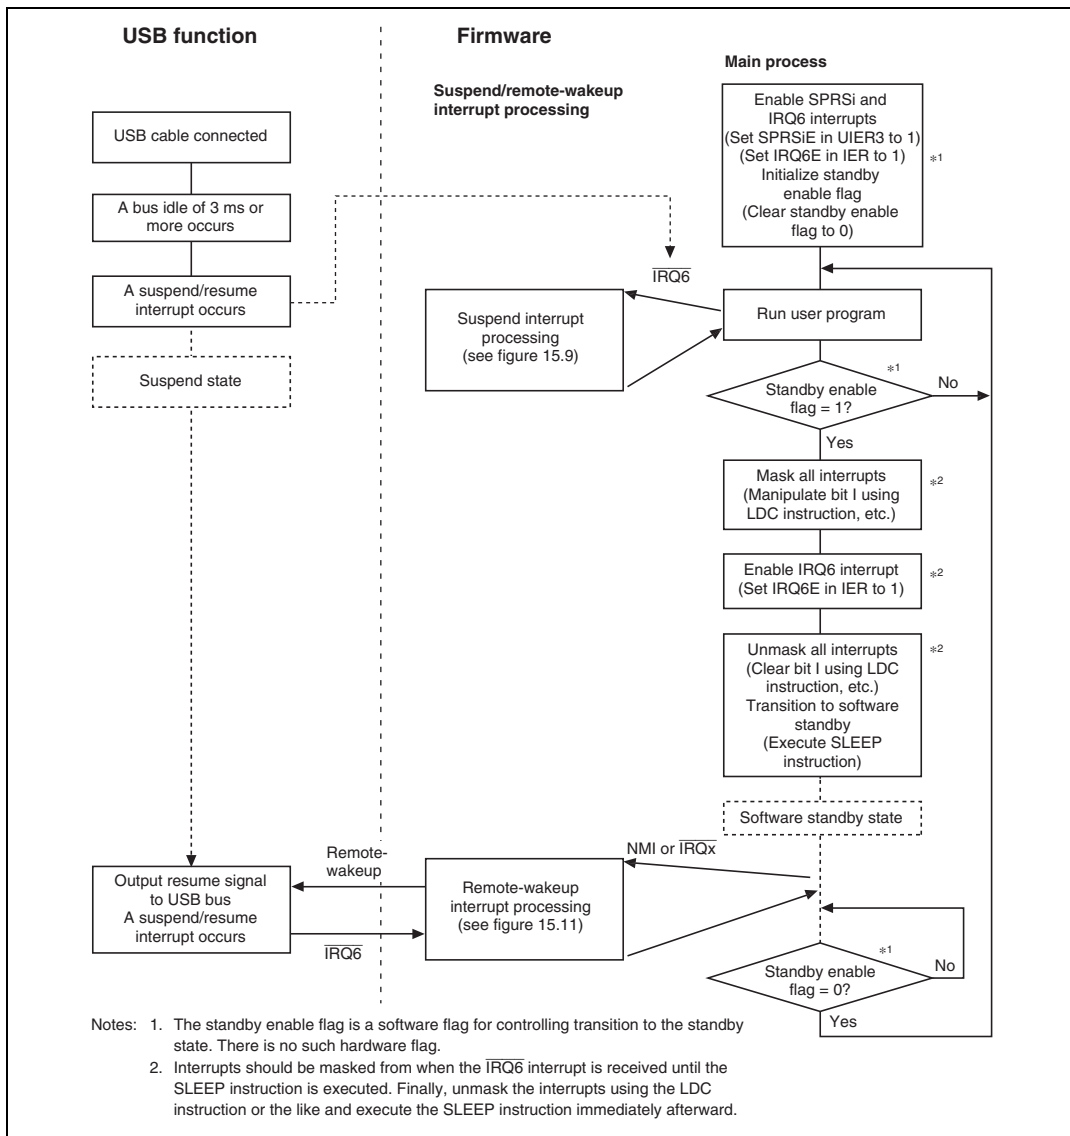 USB function
Firmware
Main process
Suspend/remote-wakeup
interrupt processing
USB cable connected
A bus idle of 3 ms or
more occurs
A suspend/resume
interrupt occurs
Suspend state
Enable SPRSi and
IRQ6 interrupts
(Set SPRSiE in UIER3 to 1)
(Set IRQ6E in IER to 1)
Initialize standby
enable flag
(Clear standby enable
flag to 0)
*1
IRQ6
Suspend interrupt
processing
(see figure 15.9)
Run user program
*1
Standby enable
flag = 1?
No
Yes
Mask all interrupts
(Manipulate bit I using
LDC instruction, etc.)
*2
Enable IRQ6 interrupt
(Set IRQ6E in IER to 1)
*2
Unmask all interrupts
(Clear bit I using LDC
instruction, etc.)
Transition to software
standby
(Execute SLEEP
instruction)
*2
Software standby state
NMI or IRQx
Remote-
wakeup
Output resume signal
to USB bus
A suspend/resume
interrupt occurs
IRQ6
Remote-wakeup
interrupt processing
(see figure 15.11)
*1
Standby enable
flag = 0?
No
Yes
Notes: 1. The standby enable flag is a software flag for controlling transition to the standby
state. There is no such hardware flag.
2. Interrupts should be masked from when the IRQ6 interrupt is received until the
SLEEP instruction is executed. Finally, unmask the interrupts using the LDC
instruction or the like and execute the SLEEP instruction immediately afterward.